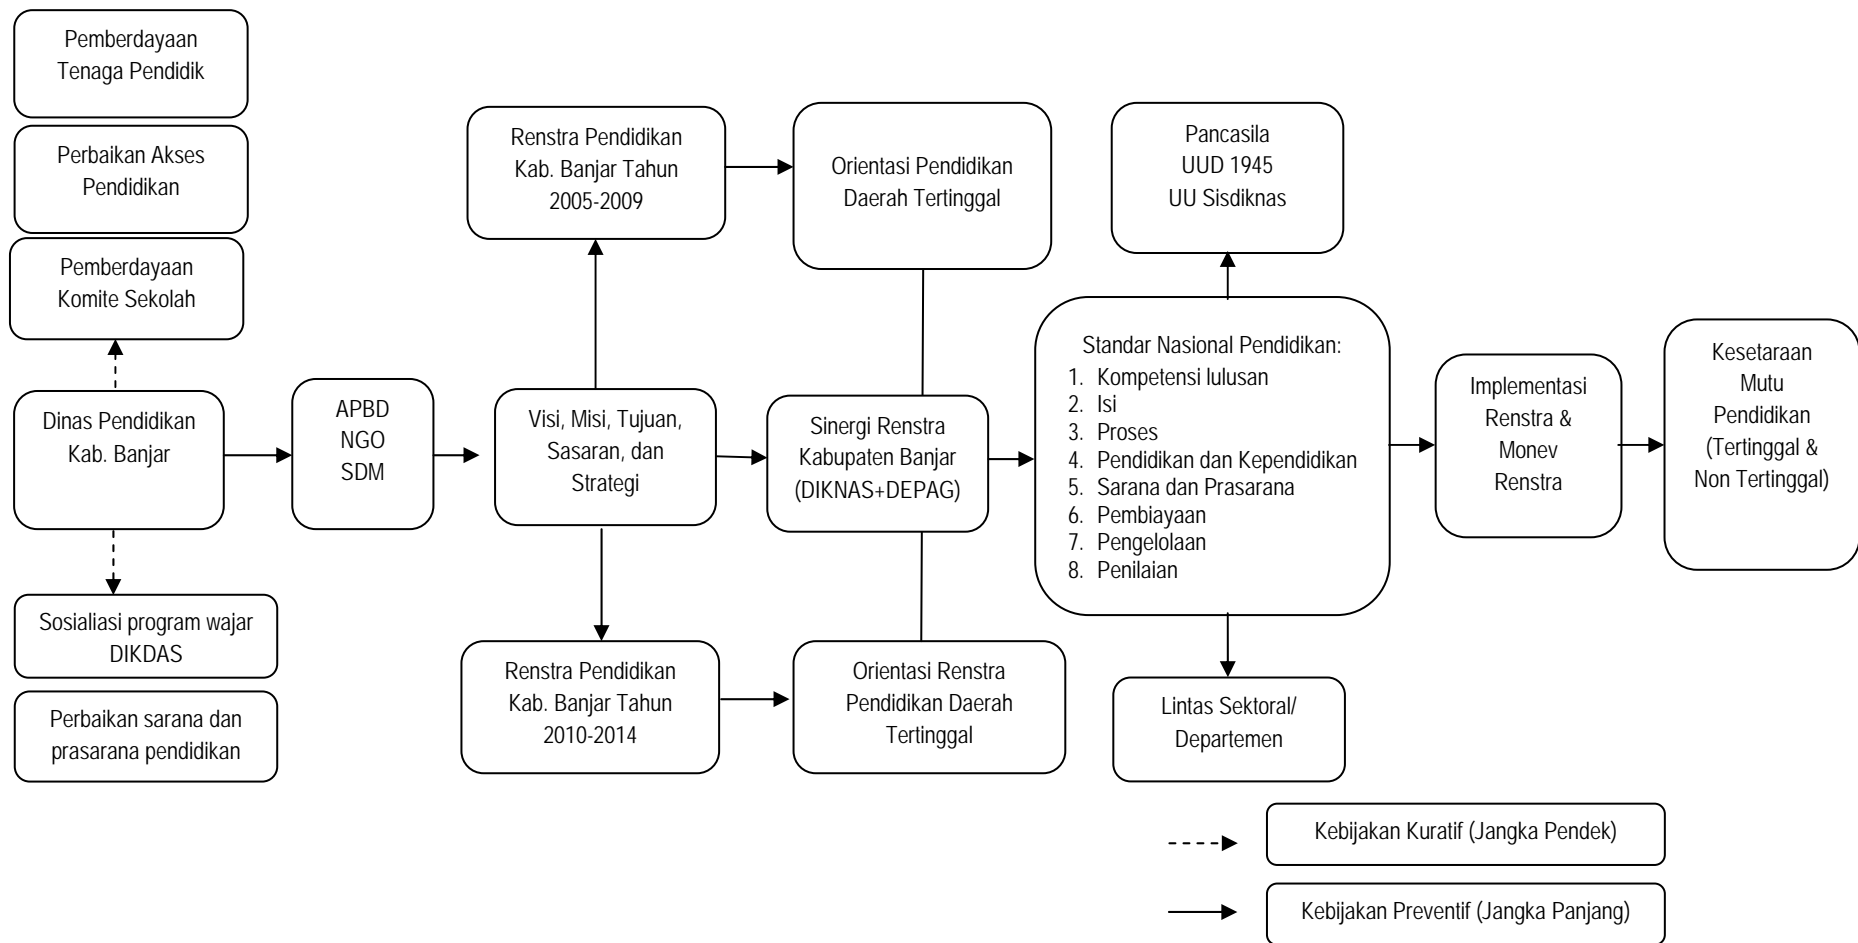 Pemberdayaan
Tenaga Pendidik
Perbaikan Akses
Pendidikan
Pemberdayaan
Komite Sekolah
Dinas Pendidikan
Kab. Banjar
Sosialiasi program wajar
DIKDAS
Perbaikan sarana dan
prasarana pendidikan
APBD
NGO
SDM
Renstra Pendidikan
Kab. Banjar Tahun
2005-2009
Visi, Misi, Tujuan,
Sasaran, dan
Strategi
Renstra Pendidikan
Kab. Banjar Tahun
2010-2014
Orientasi Pendidikan
Daerah Tertinggal
Sinergi Renstra
Kabupaten Banjar
(DIKNAS+DEPAG)
Orientasi Renstra
Pendidikan Daerah
Tertinggal
Pancasila
UUD 1945
UU Sisdiknas
Standar Nasional Pendidikan:
1. Kompetensi lulusan
2. Isi
3. Proses
4. Pendidikan dan Kependidikan
5. Sarana dan Prasarana
6. Pembiayaan
7. Pengelolaan
8. Penilaian
Lintas Sektoral/
Departemen
Implementasi
Renstra &
Monev
Renstra
Kesetaraan
Mutu
Pendidikan
(Tertinggal &
Non Tertinggal)
Kebijakan Kuratif (Jangka Pendek)
Kebijakan Preventif (Jangka Panjang)